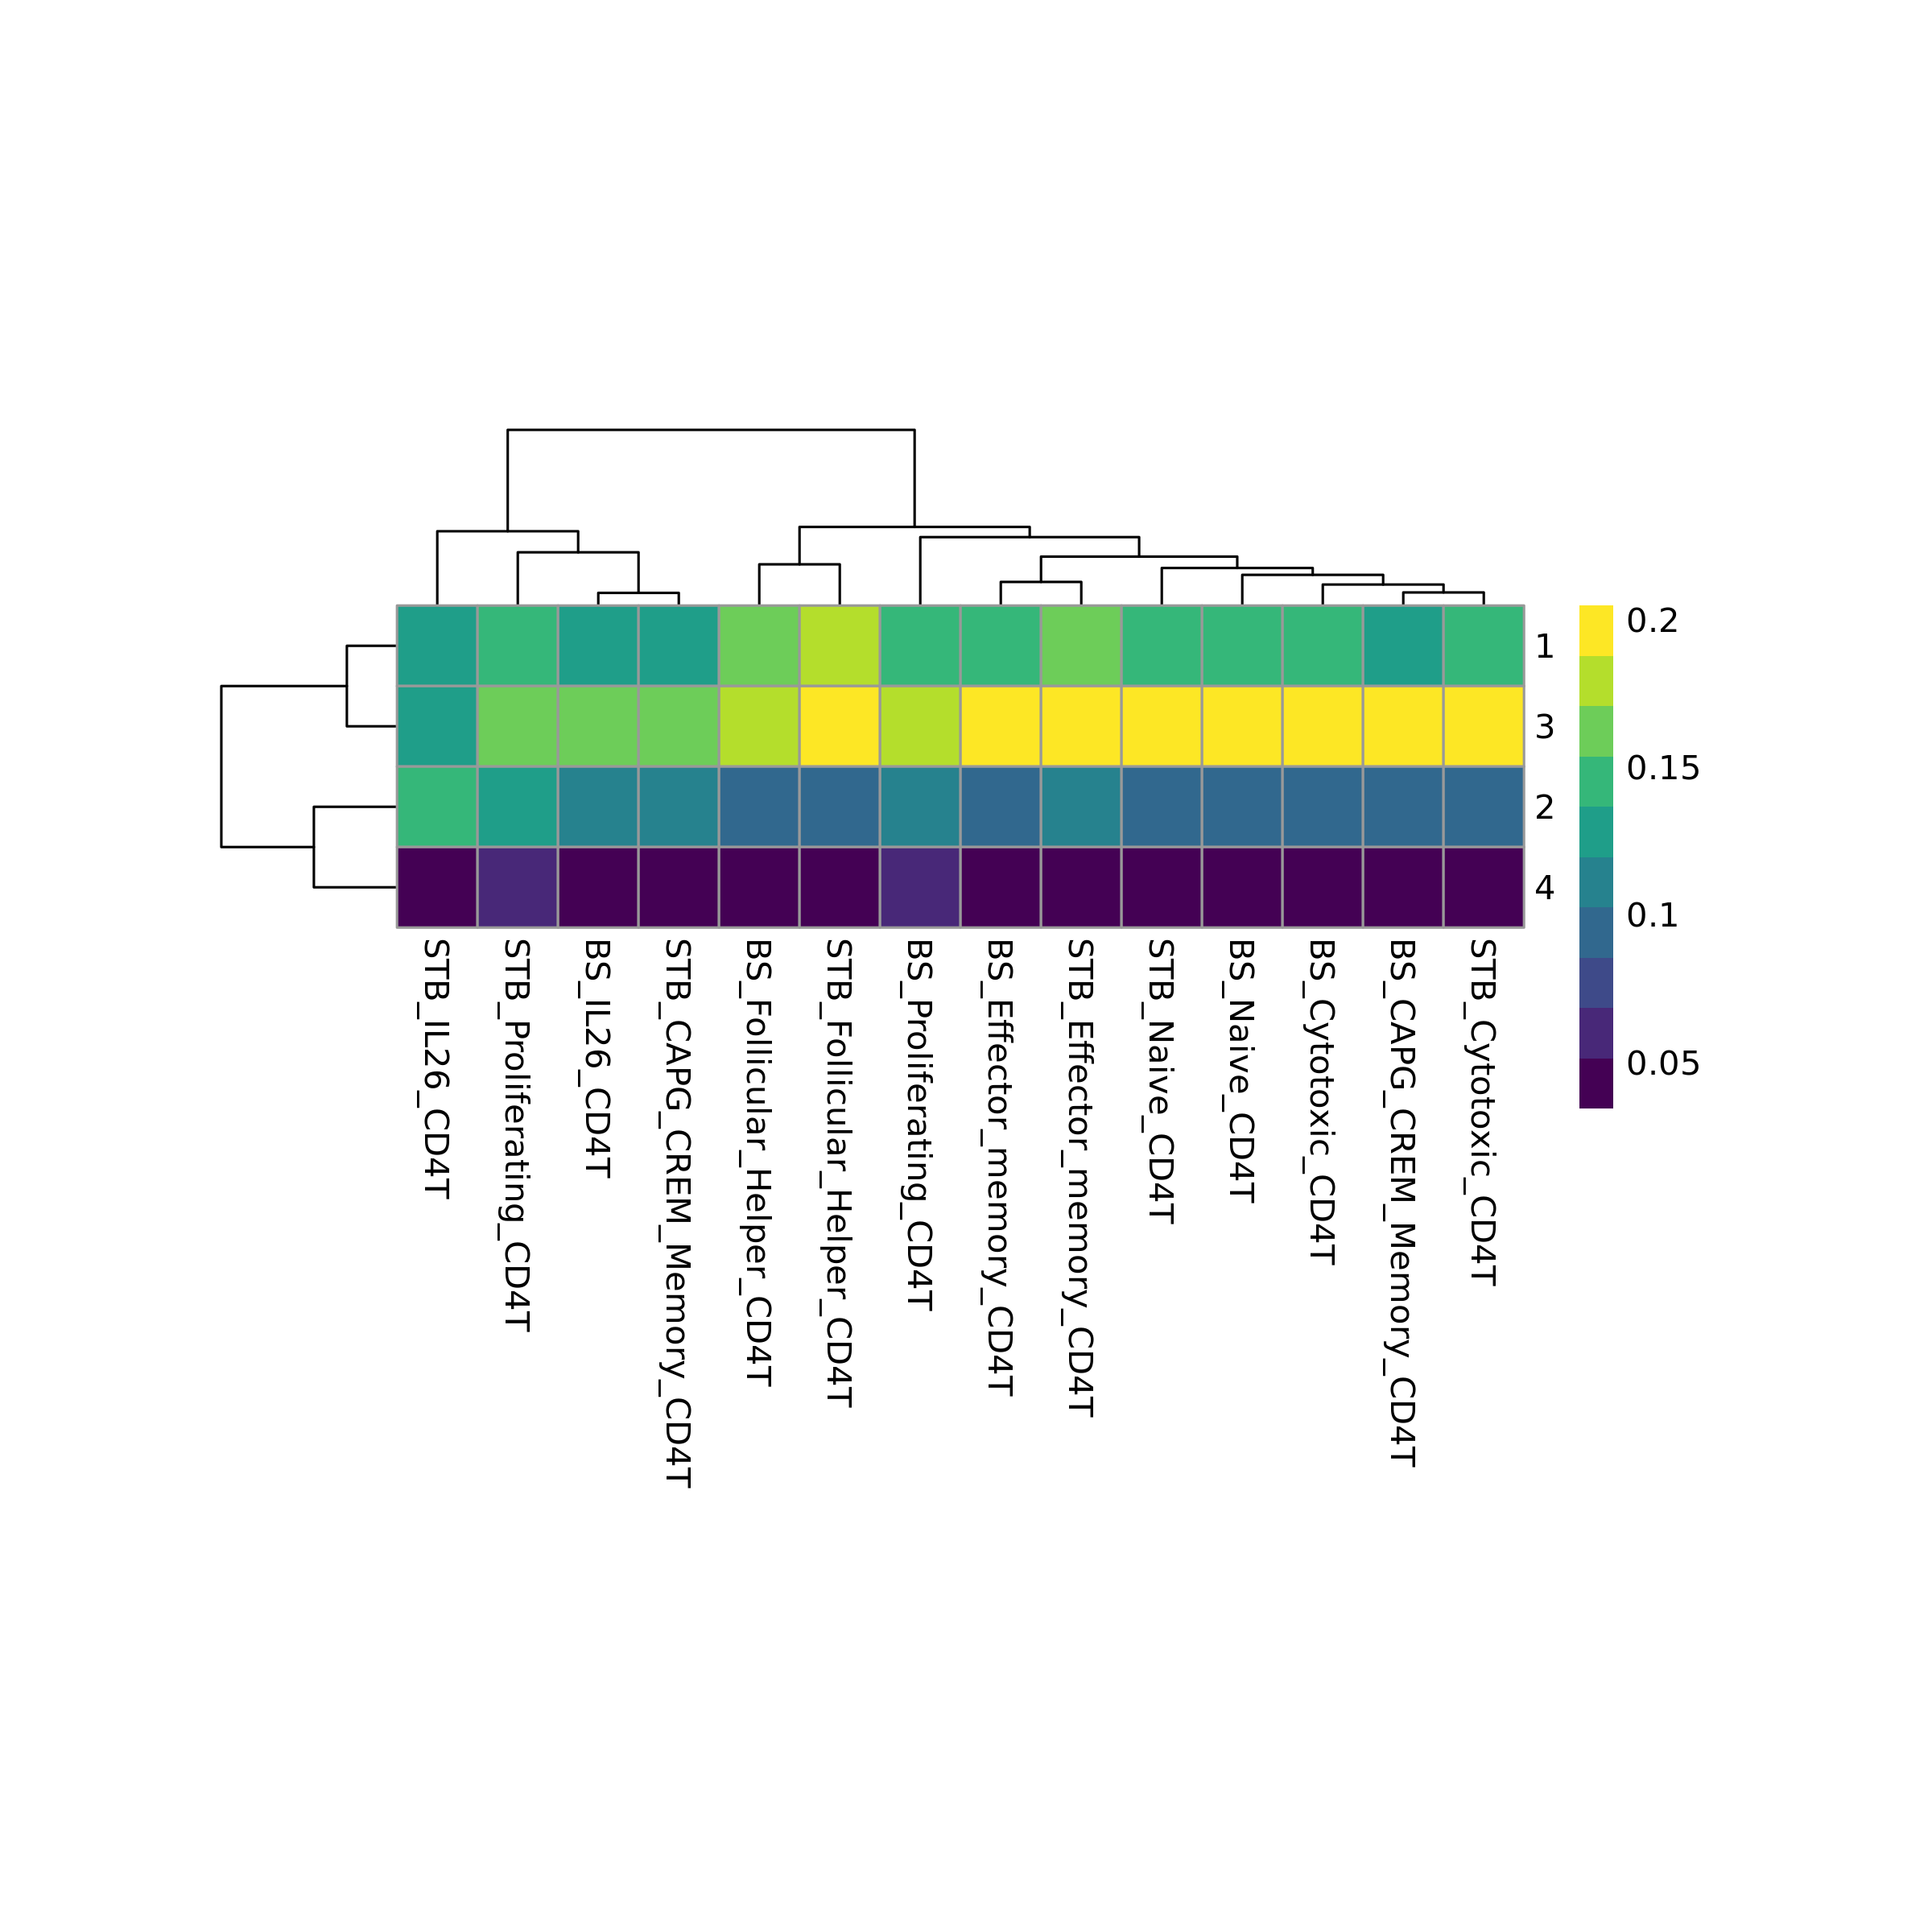 1
3
2
4
0.2
0.15
0.1
0.05
STB_IL26_CD4T
STB_Proliferating_CD4T
BS_IL26_CD4T
STB_CAPG_CREM_Memory_CD4T
BS_Follicular_Helper_CD4T
STB_Follicular_Helper_CD4T
BS_Proliferating_CD4T
BS_Effector_memory_CD4T
STB_Effector_memory_CD4T
STB_Naive_CD4T
BS_Naive_CD4T
BS_Cytotoxic_CD4T
BS_CAPG_CREM_Memory_CD4T
STB_Cytotoxic_CD4T